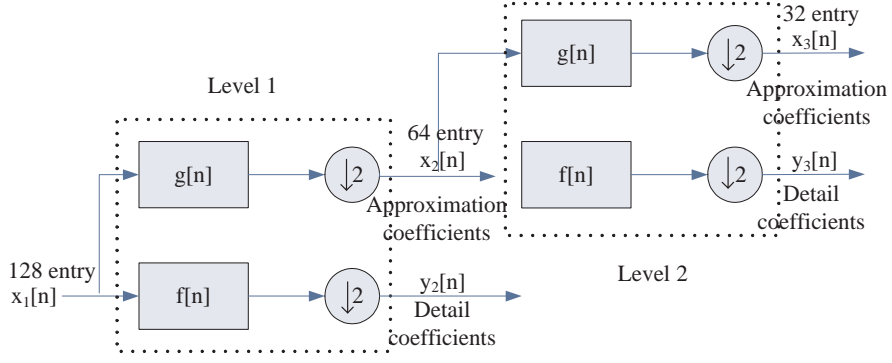 32 entry
x3[n]
g[n]
↓2
Approximation
coefficients
Level 1
64 entry
x2[n]
f[n]
↓2
y3[n]
Detail
coefficients
g[n]
↓2
Approximation
coefficients
Level 2
128 entry
x1[n]
f[n]
↓2
y2[n]
Detail
coefficients